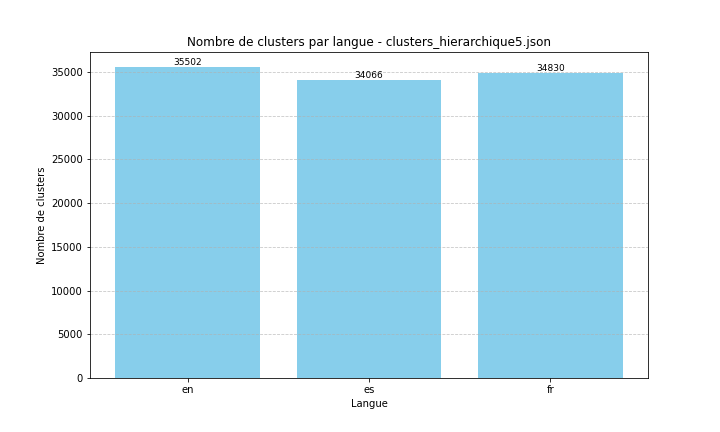 Nombre de clusters par langue - clusters_hierarchique5.json
35502
34066
34830
35000
30000
25000
20000
15000
10000
5000
0
Nombre de clusters
en es fr
Langue